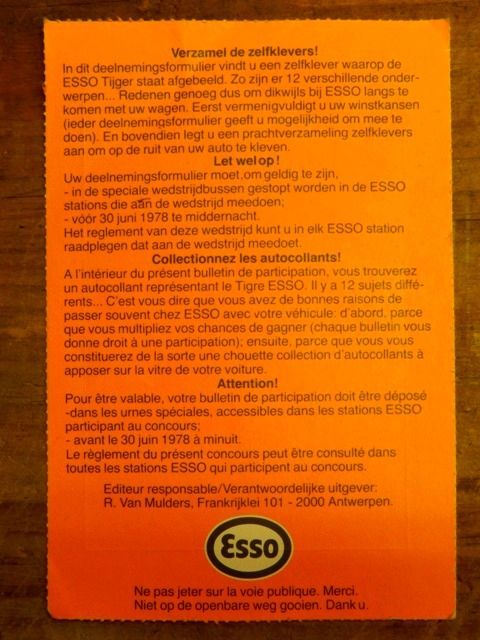 Verzamel de zelfklevers!
In dit deelnemingsformulier vindt u een zelfklever waarop de
ESSO Tijger staat afgebeeld. Zo zijn er 12 verschillende onder-
werpen... Redenen genoeg dus om dikwijls bij ESSO langs te
komen met uw wagen. Eerst vermenigvuldigt u uw winstkansen
(ieder deelnemingsformulier geeft u mogelijkheid om mee te
doen). En bovendien legt u een prachtverzameling zelfklevers
aan om op de ruit van uw auto te kleven.
Let wel op!
Uw deelnemingsformulier moet, om geldig te zijn,
- in de speciale wedstrijdbussen gestopt worden in de ESSO
stations die aan de wedstrijd meedoen;
- vóór 30 juni 1978 te middernacht.
Het reglement van deze wedstrijd kunt u in elk ESSO station
raadplegen dat aan de wedstrijd meedoet.
Collectionnez les autocollants!
A l'intérieur du présent bulletin de participation, vous trouverez
un autocollant représentant le Tigre ESSO. Il y a 12 sujets diffé-
rents... C'est vous dire que vous avez de bonnes raisons de
passer souvent chez ESSO avec votre véhicule: d'abord, parce
que vous multipliez vos chances de gagner (chaque bulletin vous
donne droit à une participation); ensuite, parce que vous vous
constituerez de la sorte une chouette collection d'autocollants à
apposer sur la vitre de votre voiture.
Attention!
Pour être valable, votre bulletin de participation doit être déposé
-dans les urnes spéciales, accessibles dans les stations ESSO
participant au concours;
- avant le 30 juin 1978 à minuit.
Le règlement du présent concours peut être consulté dans
toutes les stations ESSO qui participent au concours.
Editeur responsable/Verantwoordelijke uitgever:
R. Van Mulders, Frankrijklei 101 - 2000 Antwerpen.
Esso
Ne pas jeter sur la voie publique. Merci.
Niet op de openbare weg gooien. Dank u.